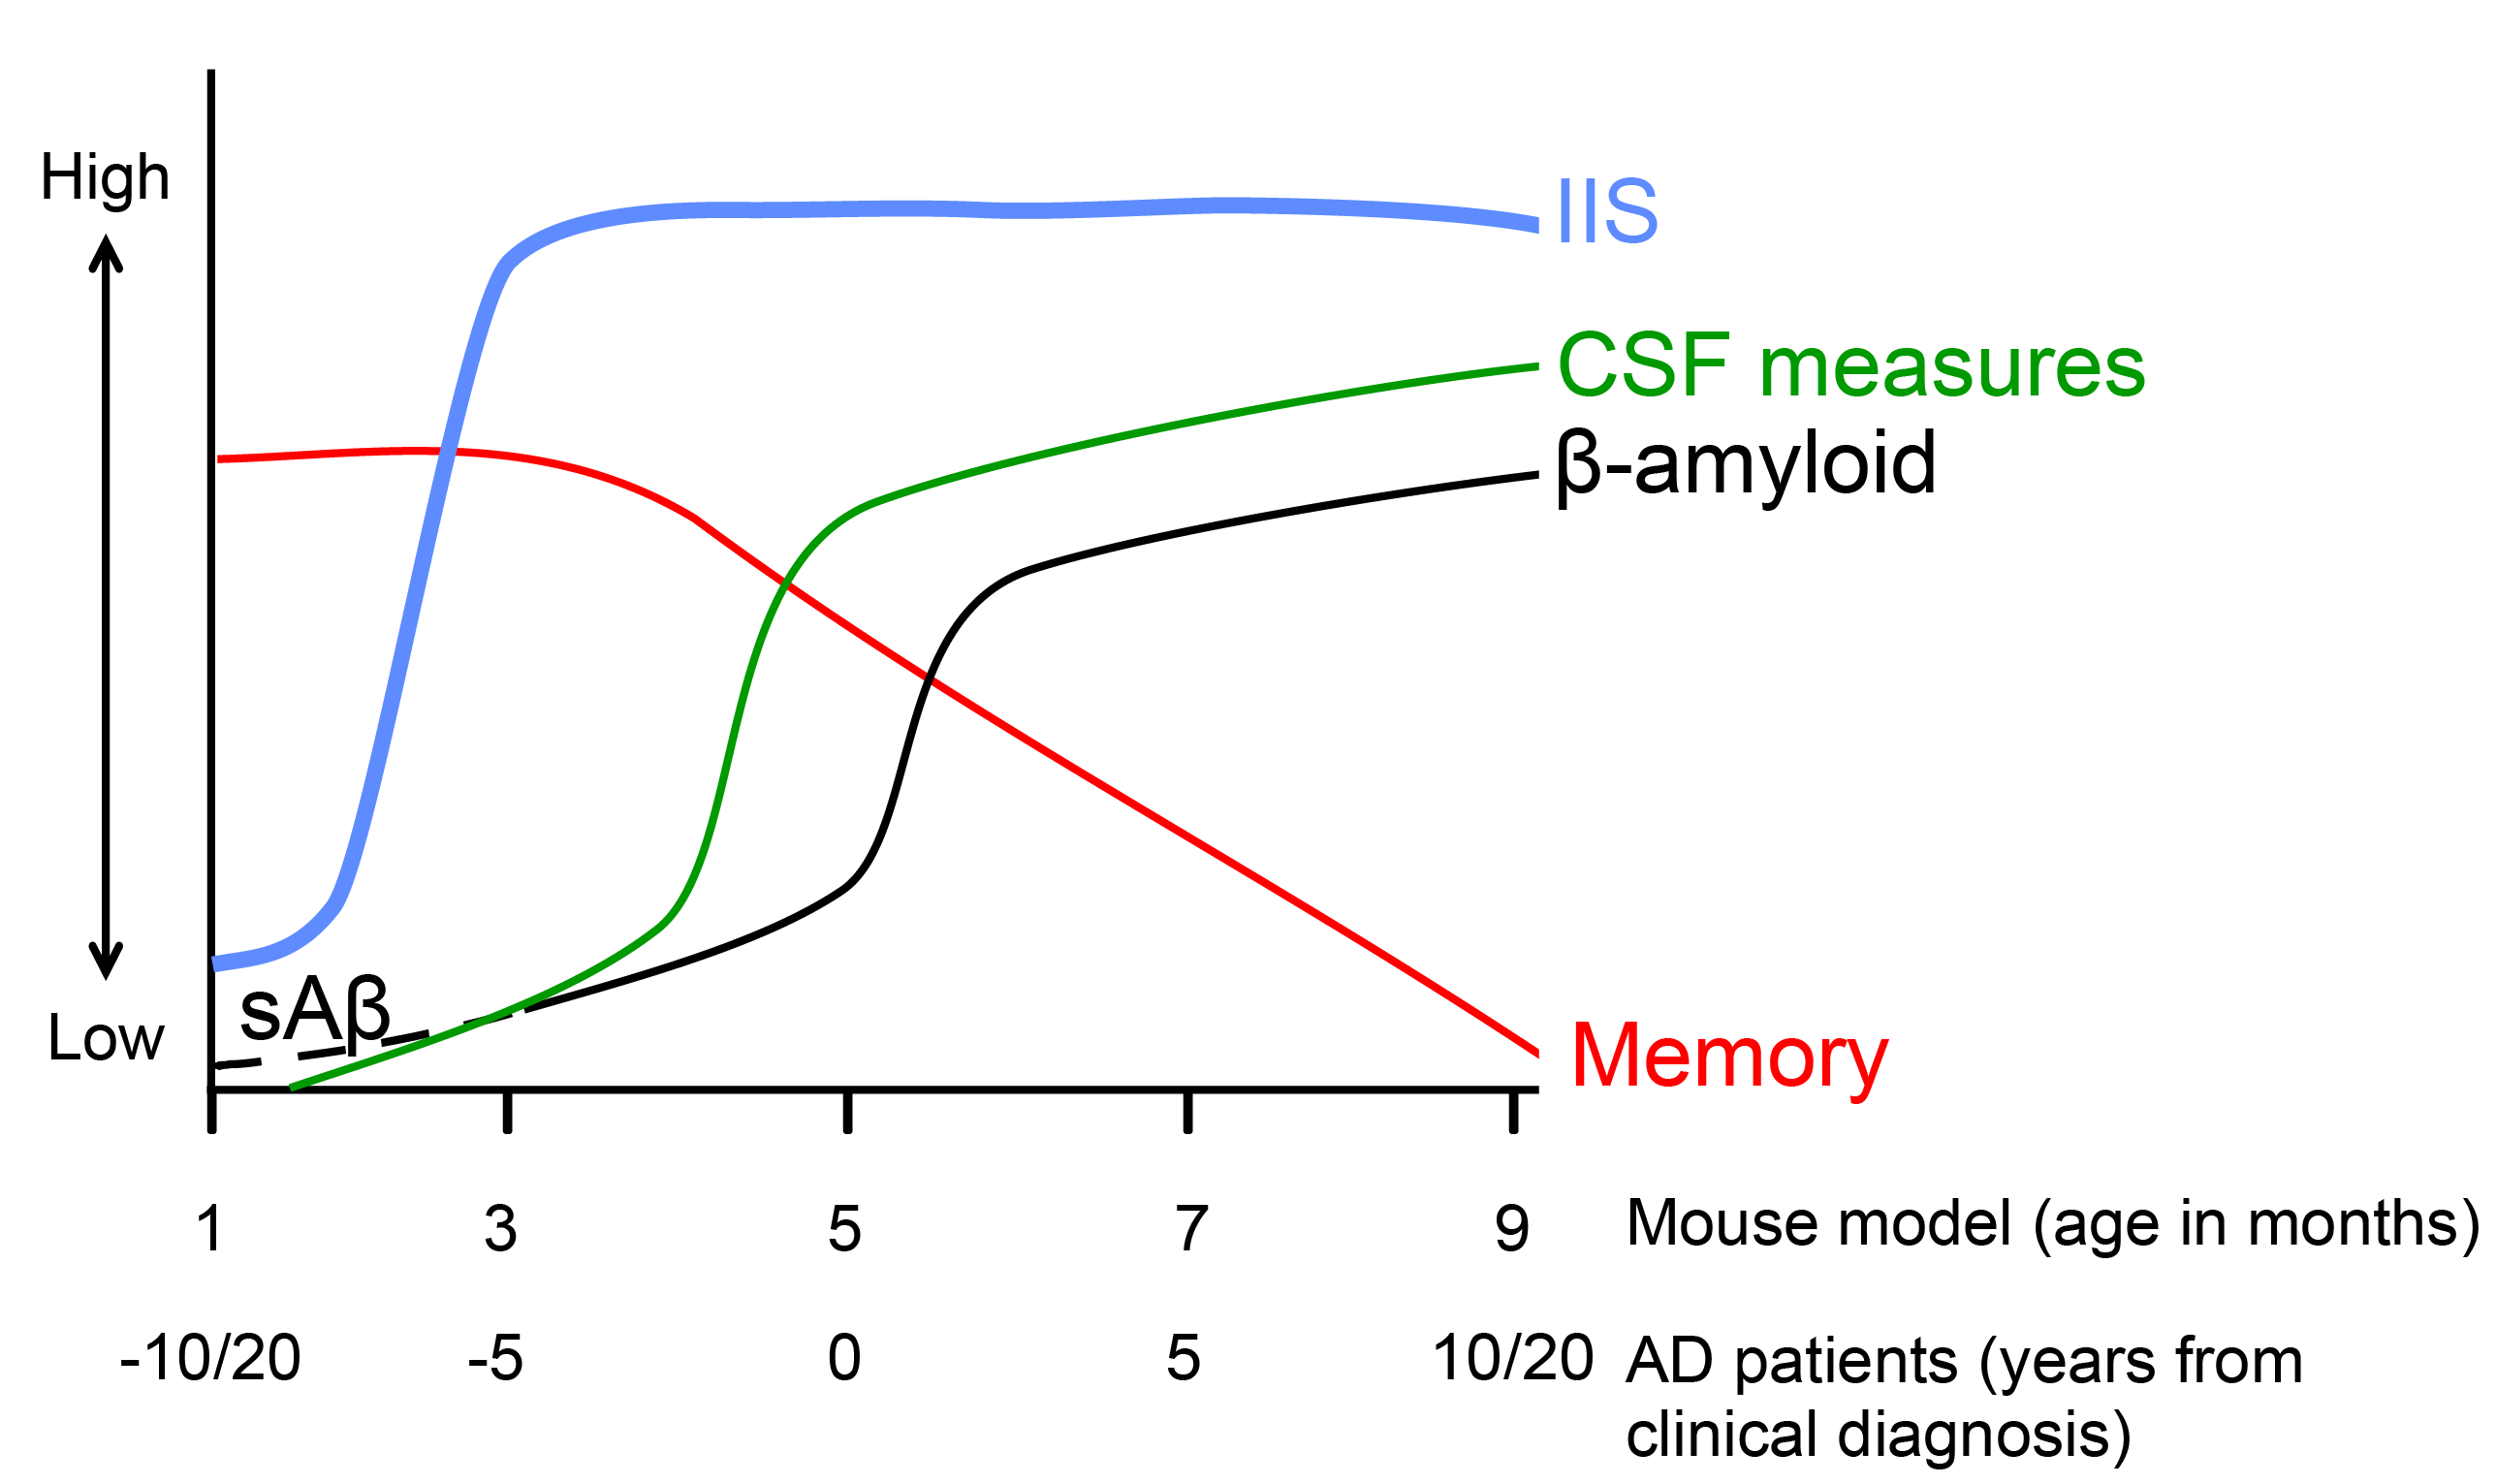 High
IIS
CSF measures
β-amyloid
sAβ
Low
Memory
1 3 5 7 9 Mouse model (age in months)
-10/20 -5 0 5 10/20 AD patients (years from
clinical diagnosis)